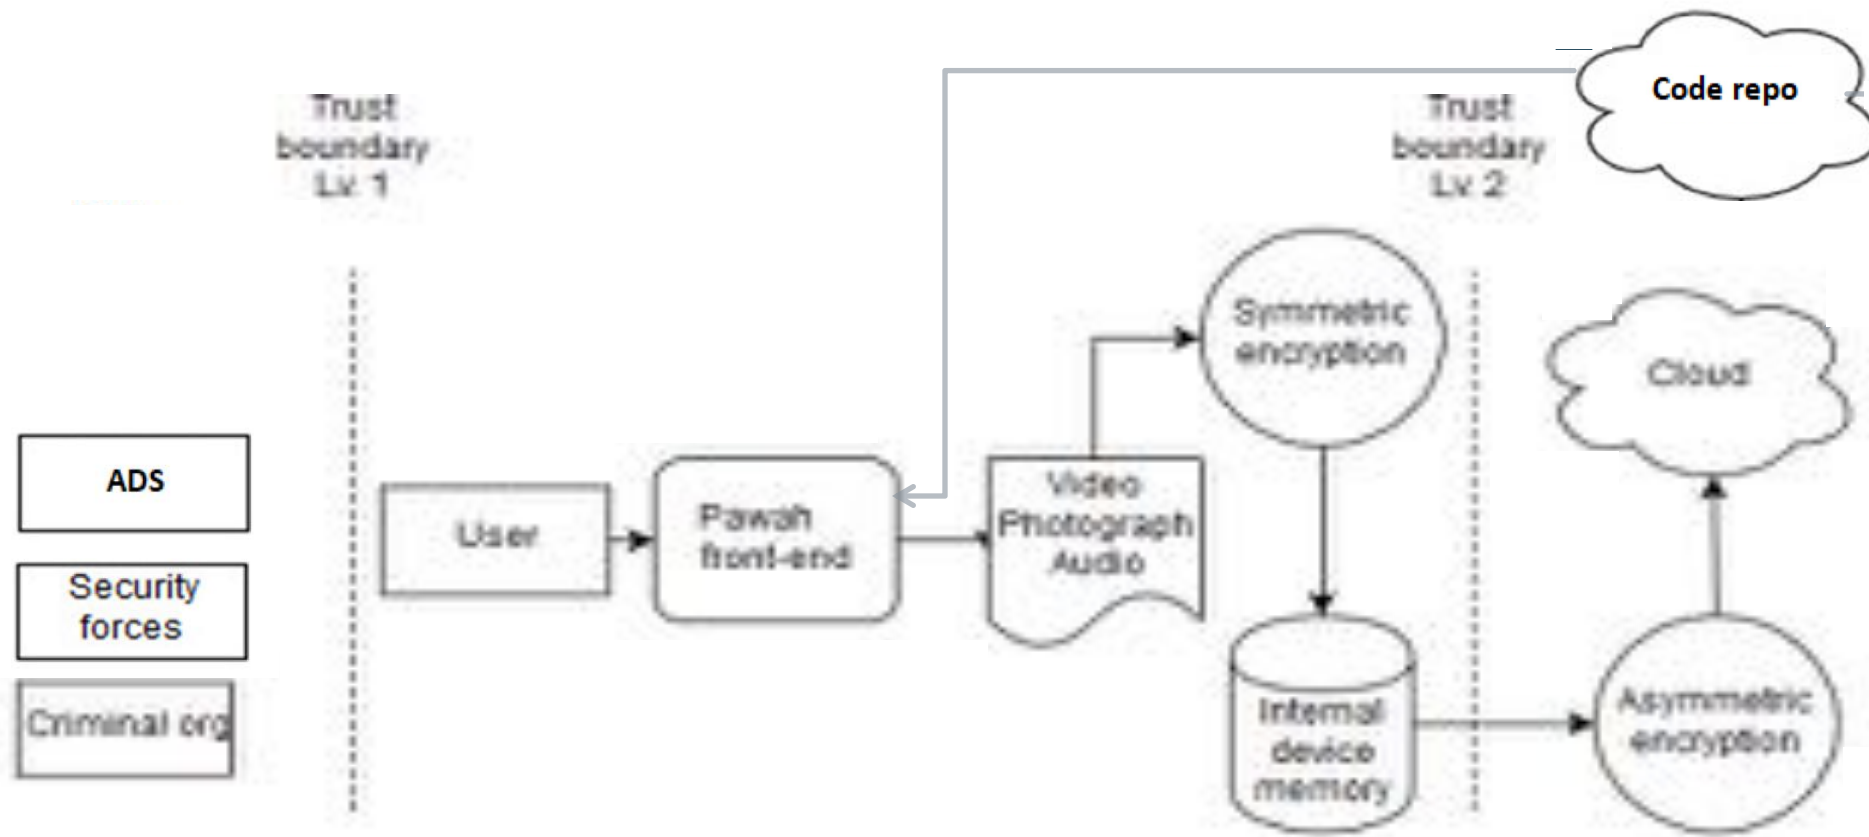 Code repo
Trust
boundary
Lv. 1
Trust
boundary
Lv. 2
Symmetric
encryption
Cloud
ADS
Security
forces
Criminal org
User
Pawah
front-end
Video
Photograph
Audio
Internal
device
memory
Asymmetric
encryption